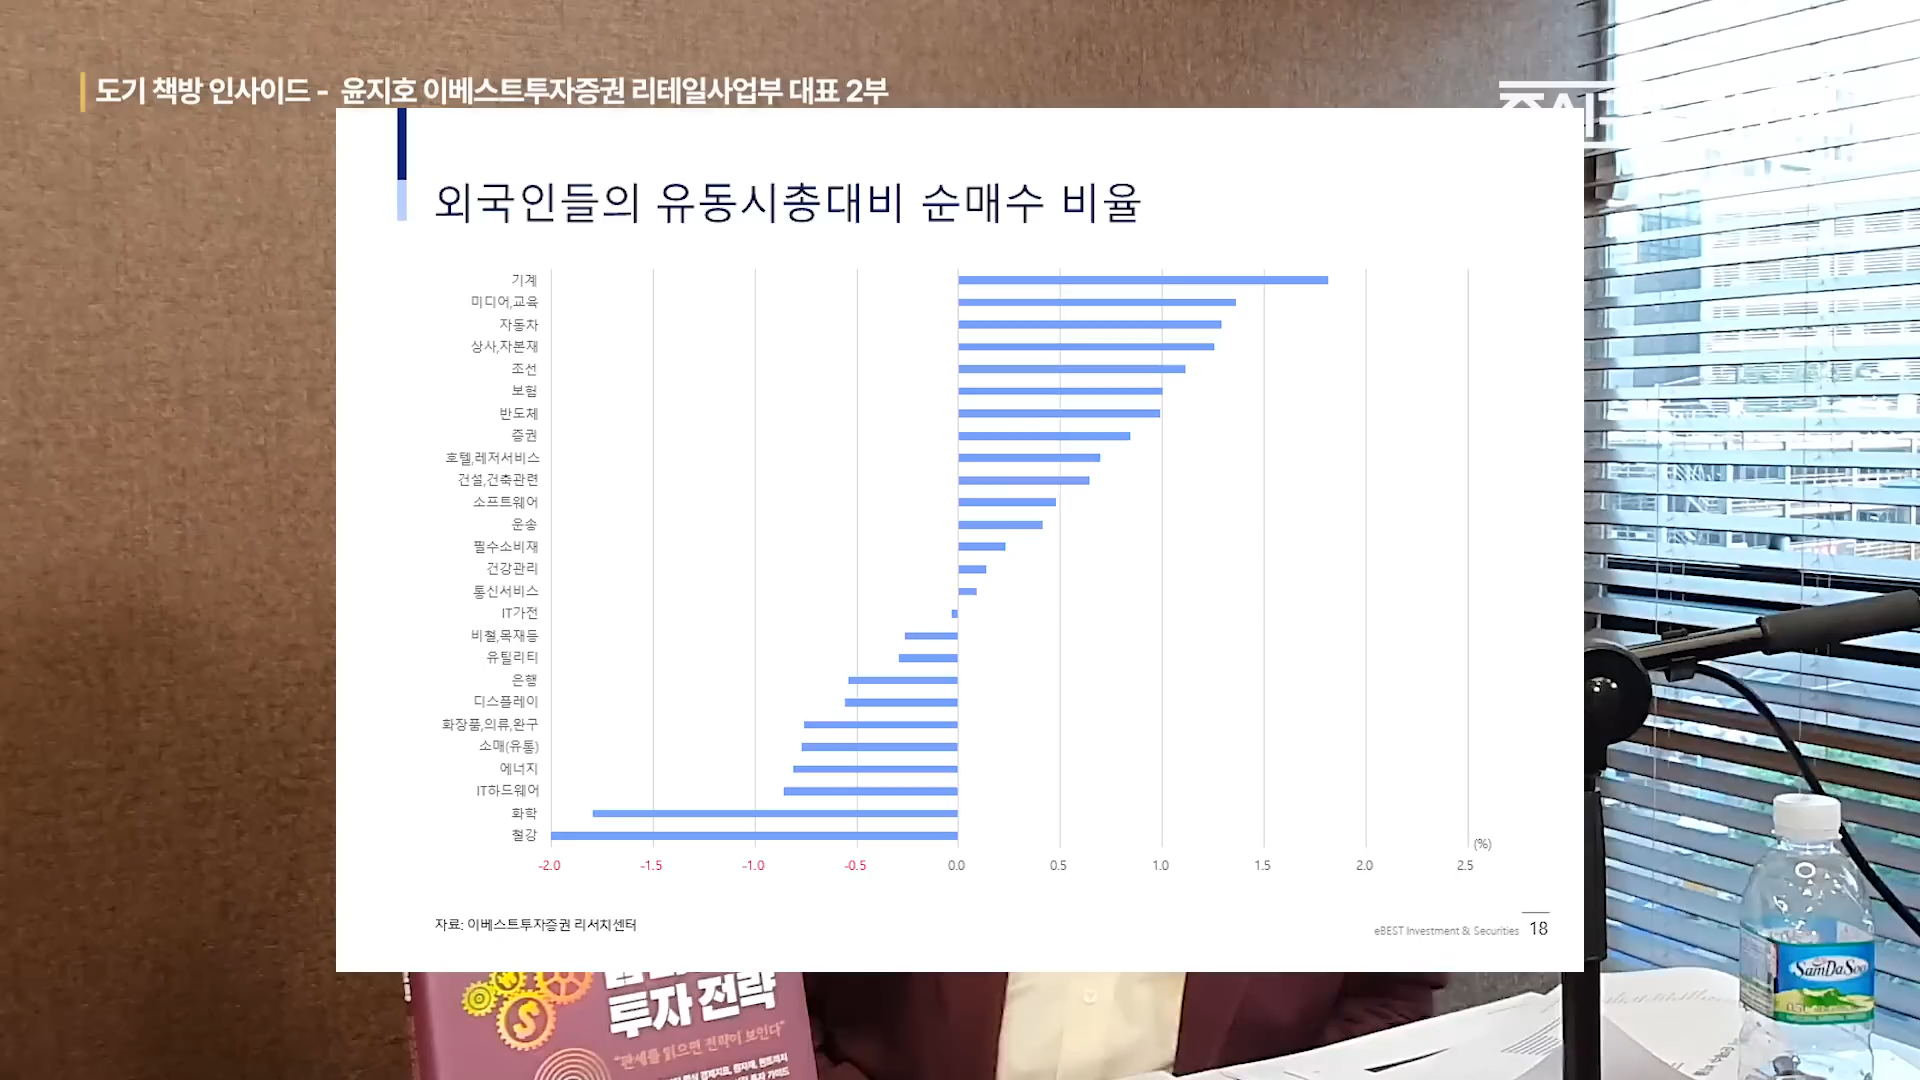 도기 책방 인사이드 - 윤지호 이베스트투자증권 리테일사업부 대표 2부
외국인들의 유동시총대비 순매수 비율
기계
미디어,교육
자동차
상사,자본재
조선
보험
반도체
증권
호텔,레저서비스
건설,건축관련
소프트웨어
운송
필수소비재
건강관리
통신서비스
IT가전
비철,목재등
유틸리티
은행
디스플레이
화장품,의류,완구
소매(유통)
에너지
IT하드웨어
화학
철강
(%)
-2.0 -1.5 -1.0 -0.5 0.0 0.5 1.0 1.5 2.0 2.5
자료: 이베스트투자증권 리서치센터
eBEST Investment & Securities 18
투자 전략
"관세를 읽으면 전략이 보인다"
SamDaSoo